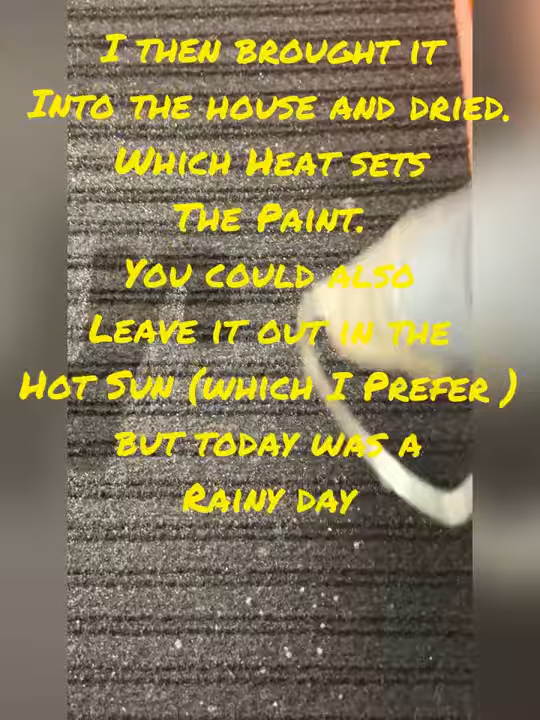 I then brought it
Into the house and dried.
Which Heat sets
The Paint.
You could also
Leave it out in the
Hot Sun (which I Prefer )
but today was a
Rainy day